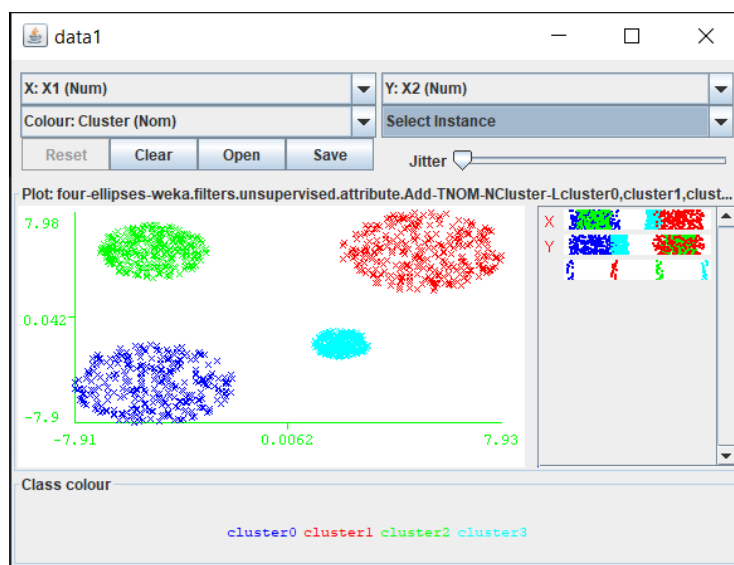 data1
X: X1 (Num) Y: X2 (Num)
Colour: Cluster (Nom) Select Instance
Reset Clear Open Save Jitter
Plot: four-ellipses-weka.filters.unsupervised.attribute.Add-TNOM-NCluster-Lcluster0,cluster1,clust...
7.98
0.042
-7.9
-7.91 0.0062 7.93
X
Y
Class colour
cluster0 cluster1 cluster2 cluster3